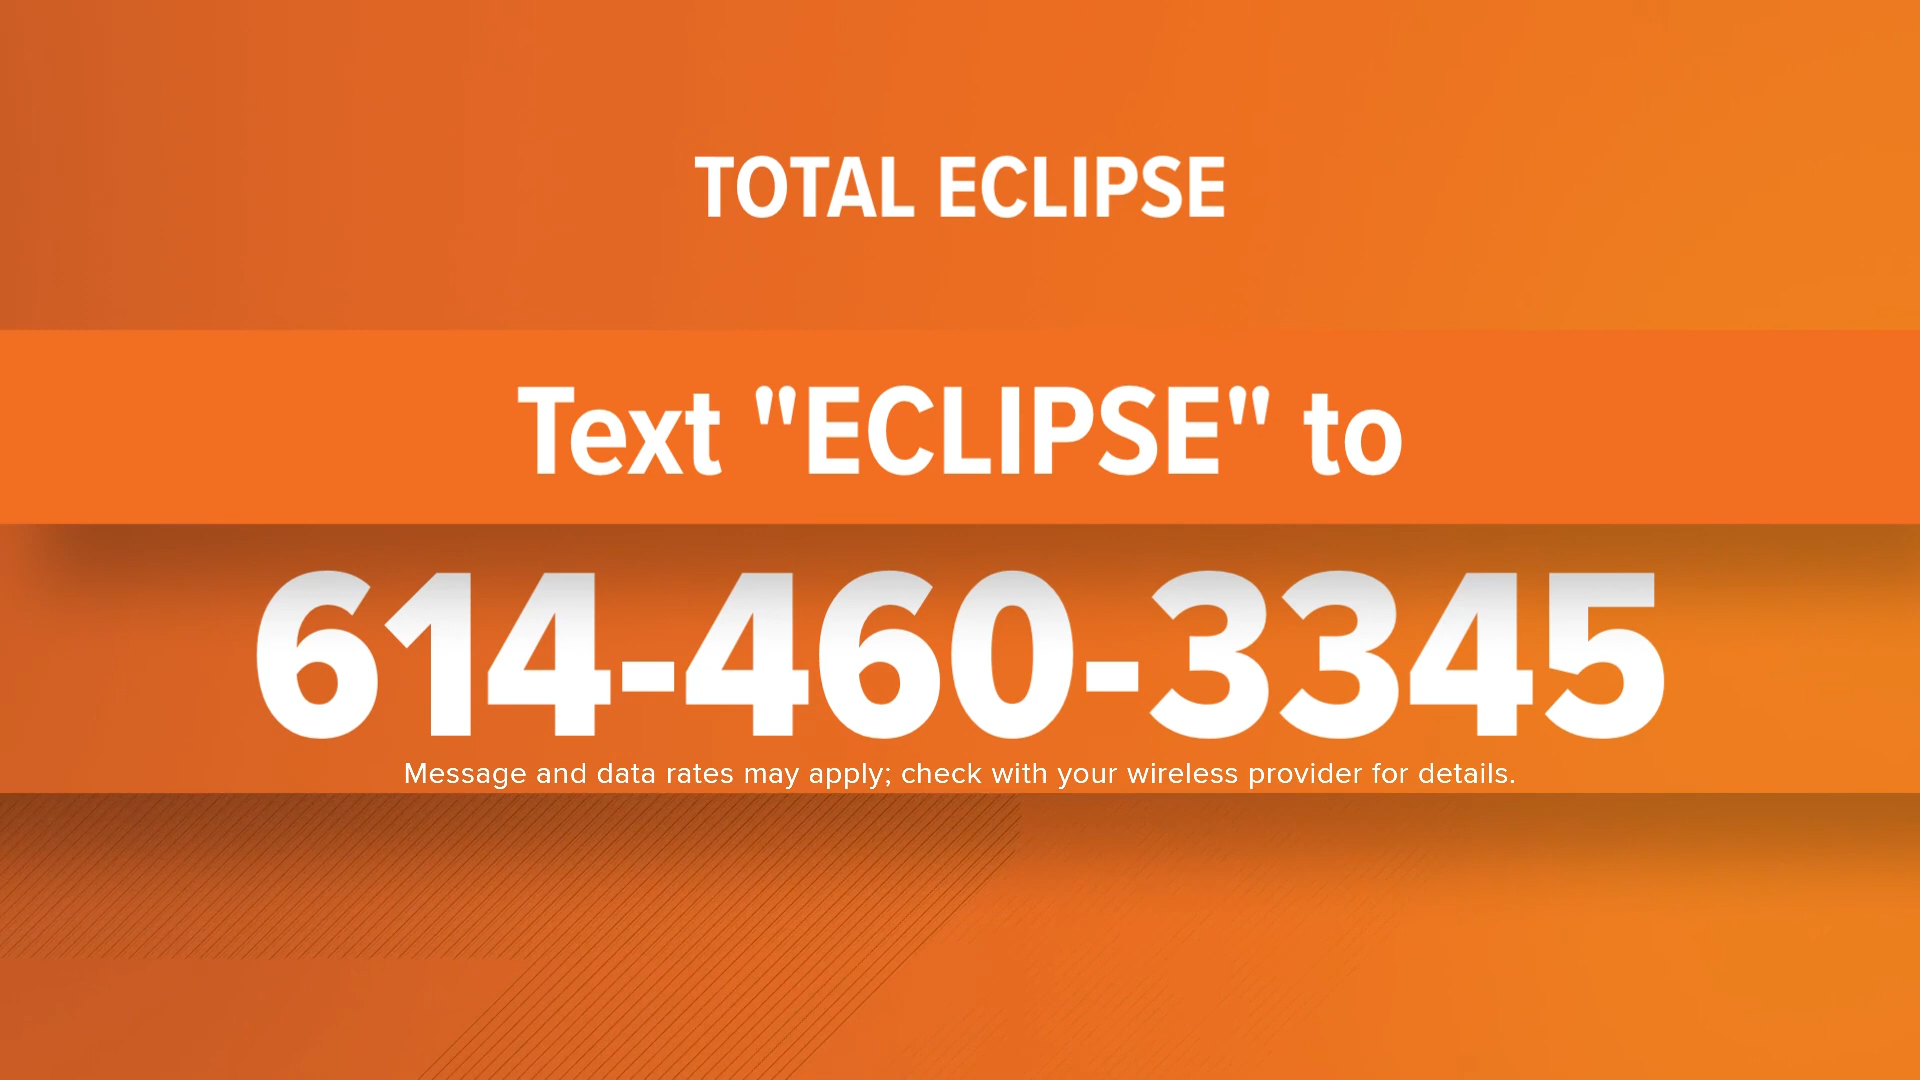 TOTAL ECLIPSE
Text "ECLIPSE" to
614-460-3345
Message and data rates may apply; check with your wireless provider for details.